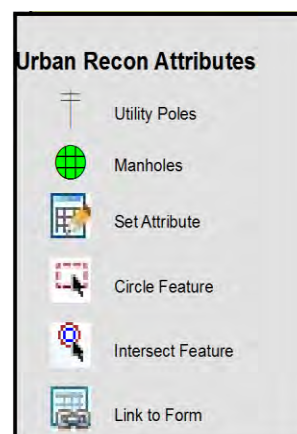 Urban Recon Attributes
Utility Poles
Manholes
Set Attribute
Circle Feature
Intersect Feature
Link to Form